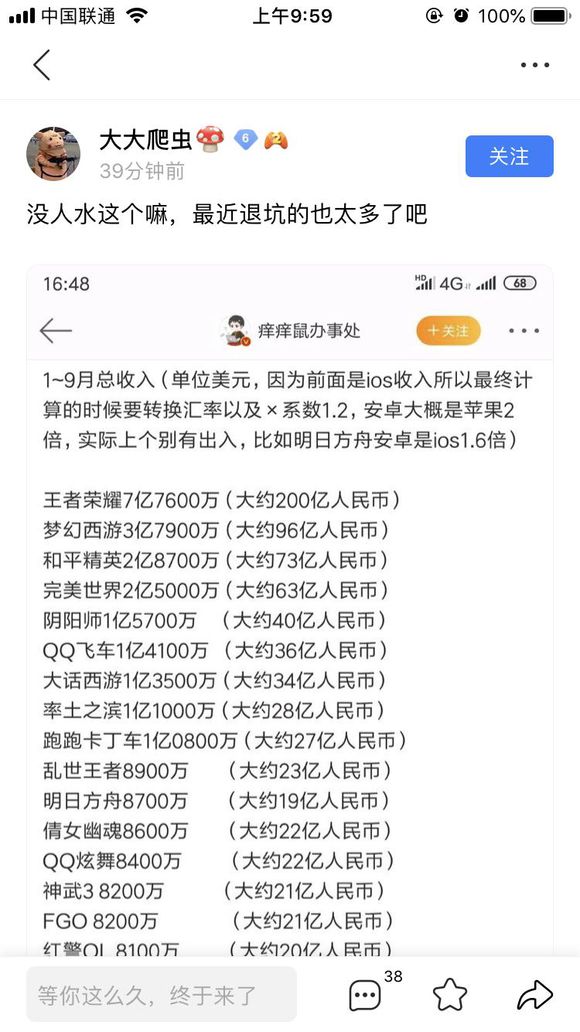 中国联通 上午9:59 100%
大大爬虫 6 2
39分钟前
关注
没人水这个嘛，最近退坑的也太多了吧
16:48 HD 4G 68
痒痒鼠办事处 +关注
1~9月总收入（单位美元，因为前面是ios收入所以最终计
算的时候要转换汇率以及×系数1.2，安卓大概是苹果2
倍，实际上个别有出入，比如明日方舟安卓是ios1.6倍）
王者荣耀7亿7600万（大约200亿人民币）
梦幻西游3亿7900万（大约96亿人民币）
和平精英2亿8700万（大约73亿人民币）
完美世界2亿5000万（大约63亿人民币）
阴阳师1亿5700万 （大约40亿人民币）
QQ飞车1亿4100万 （大约36亿人民币）
大话西游1亿3500万（大约34亿人民币）
率土之滨1亿1000万（大约28亿人民币）
跑跑卡丁车1亿0800万（大约27亿人民币）
乱世王者8900万 （大约23亿人民币）
明日方舟8700万 （大约19亿人民币）
倩女幽魂8600万 （大约22亿人民币）
QQ炫舞8400万 （大约22亿人民币）
神武3 8200万 （大约21亿人民币）
FGO 8200万 （大约21亿人民币）
红警OL 8100万 （大约20亿人民币）
等你这么久，终于来了 38